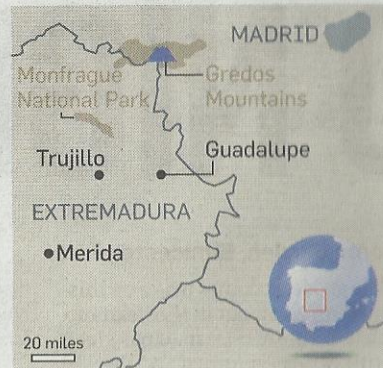 MADRID
Monfrague
National Park
Gredos
Mountains
Trujillo
Guadalupe
EXTREMADURA
Merida
20 miles